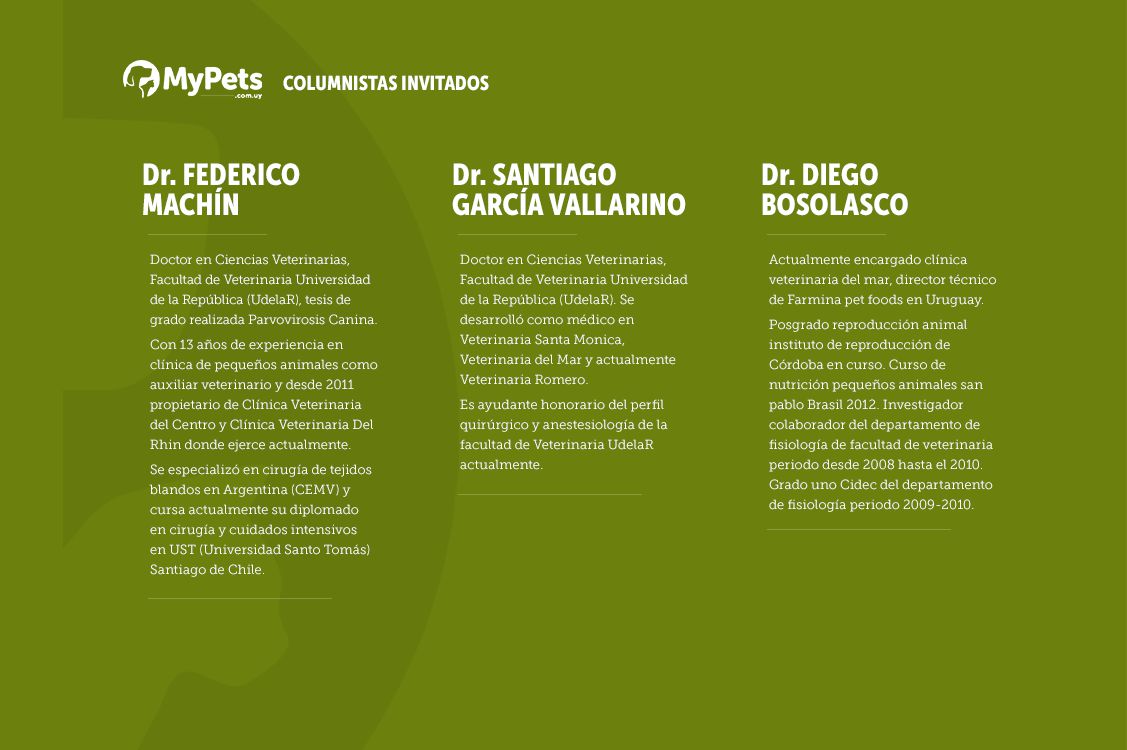 MyPets
.com.uy
COLUMNISTAS INVITADOS
Dr. FEDERICO
MACHÍN
Doctor en Ciencias Veterinarias,
Facultad de Veterinaria Universidad
de la República (UdelaR), tesis de
grado realizada Parvovirosis Canina.
Con 13 años de experiencia en
clínica de pequeños animales como
auxiliar veterinario y desde 2011
propietario de Clínica Veterinaria
del Centro y Clínica Veterinaria Del
Rhin donde ejerce actualmente.
Se especializó en cirugía de tejidos
blandos en Argentina (CEMV) y
cursa actualmente su diplomado
en cirugía y cuidados intensivos
en UST (Universidad Santo Tomás)
Santiago de Chile.
Dr. SANTIAGO
GARCÍA VALLARINO
Doctor en Ciencias Veterinarias,
Facultad de Veterinaria Universidad
de la República (UdelaR). Se
desarrolló como médico en
Veterinaria Santa Monica,
Veterinaria del Mar y actualmente
Veterinaria Romero.
Es ayudante honorario del perfil
quirúrgico y anestesiología de la
facultad de Veterinaria UdelaR
actualmente.
Dr. DIEGO
BOSOLASCO
Actualmente encargado clínica
veterinaria del mar, director técnico
de Farmina pet foods en Uruguay.
Posgrado reproducción animal
instituto de reproducción de
Córdoba en curso. Curso de
nutrición pequeños animales san
pablo Brasil 2012. Investigador
colaborador del departamento de
fisiología de facultad de veterinaria
periodo desde 2008 hasta el 2010.
Grado uno Cidec del departamento
de fisiología periodo 2009-2010.